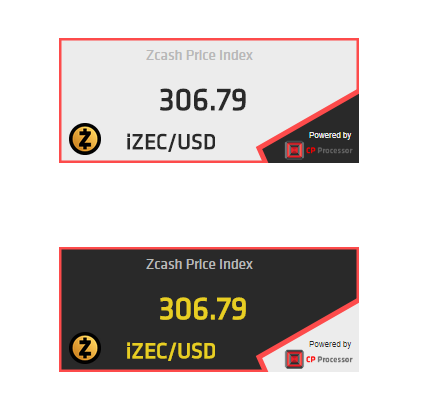 Zcash Price Index
306.79
iZEC/USD
Powered by
CP Processor
Zcash Price Index
306.79
iZEC/USD
Powered by
CP Processor